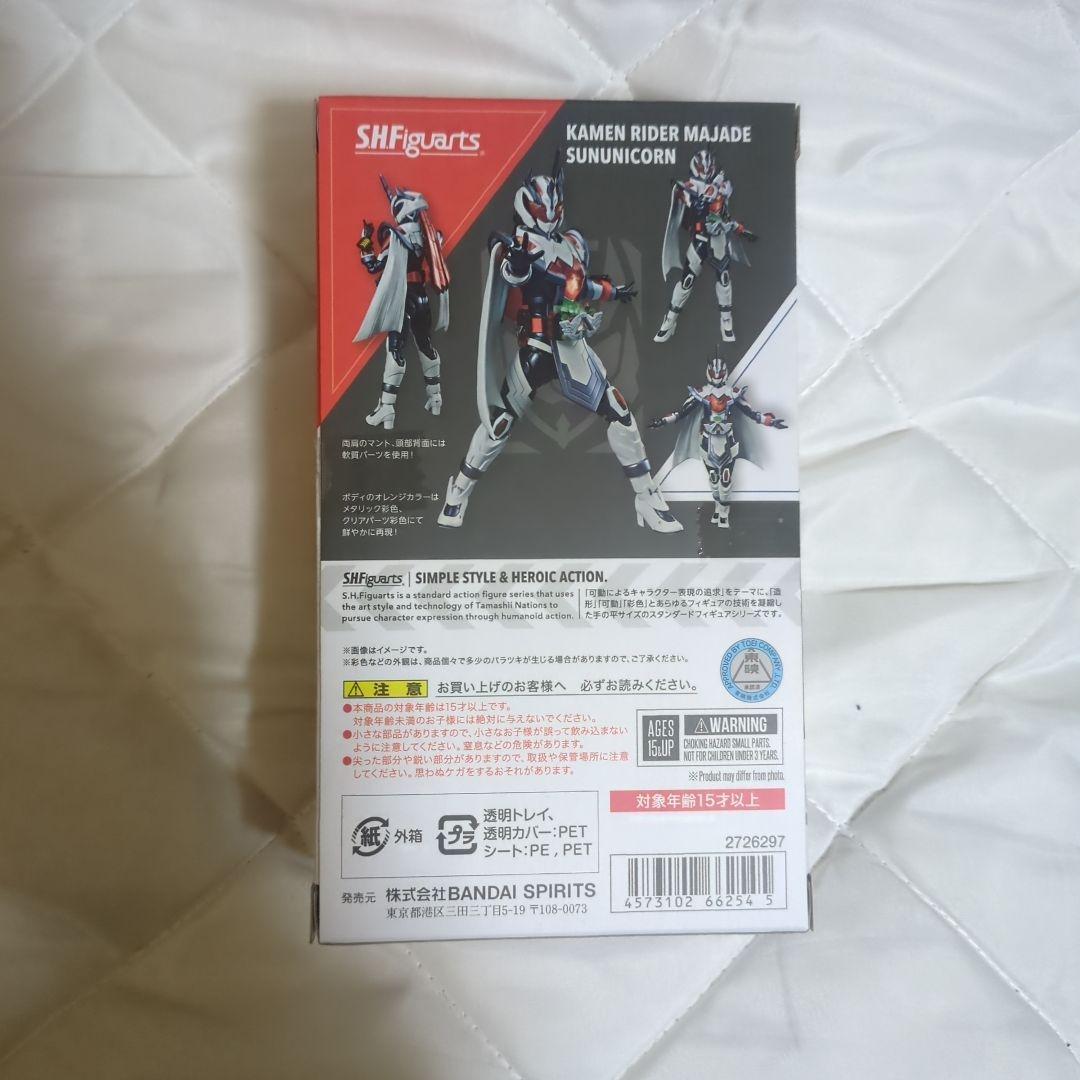 S.H.Figuarts
KAMEN RIDER MAJADE
SUNUNICORN
両肩のマント、頭部背面には
軟質パーツを使用!
ボディのオレンジカラーは
メタリック彩色、
クリアパーツ彩色にて
鮮やかに再現!
S.H.Figuarts | SIMPLE STYLE & HEROIC ACTION.
S.H.Figuarts is a standard action figure series that uses
the art style and technology of Tamashii Nations to
pursue character expression through humanoid action.
「可動によるキャラクター表現の追求」をテーマに、「造
形」「可動」「彩色」とあらゆるフィギュアの技術を凝縮し
た手の平サイズのスタンダードフィギュアシリーズです。
※画像はイメージです。
※彩色などの外観は、商品個々で多少のバラツキが生じる場合がありますので、ご了承ください。
APPROVED BY TOEI COMPANY, LTD.
東映
東映株式会社
注意 お買い上げのお客様へ 必ずお読みください。
●本商品の対象年齢は15才以上です。
対象年齢未満のお子様には絶対に与えないでください。
●小さな部品がありますので、小さなお子様が誤って飲み込まない
ように注意してください。窒息などの危険があります。
●尖った部分や鋭い部分がありますので、取扱や保管場所に注意
してください。思わぬケガをするおそれがあります。
AGES
15&UP
WARNING
CHOKING HAZARD SMALL PARTS.
NOT FOR CHILDREN UNDER 3 YEARS.
※Product may differ from photo.
対象年齢15才以上
紙 外箱
プラ
透明トレイ、
透明カバー:PET
シート:PE , PET
2726297
4573102 66254 5
発売元 株式会社BANDAI SPIRITS
東京都港区三田三丁目5-19 〒108-0073